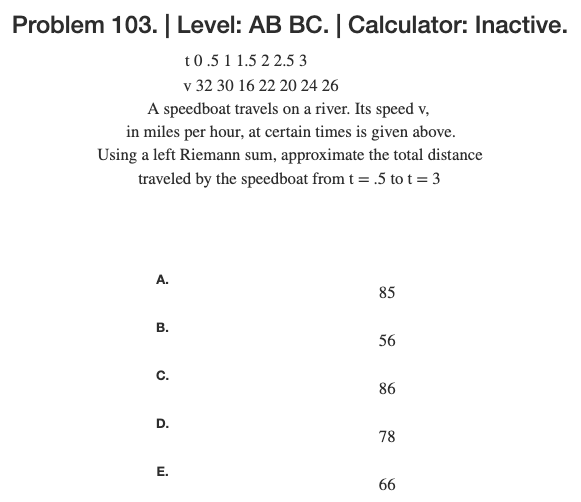 Problem 103. | Level: AB BC. | Calculator: Inactive.
t 0 .5 1 1.5 2 2.5 3
v 32 30 16 22 20 24 26
A speedboat travels on a river. Its speed v,
in miles per hour, at certain times is given above.
Using a left Riemann sum, approximate the total distance
traveled by the speedboat from t = .5 to t = 3
A.
85
B.
56
C.
86
D.
78
E.
66